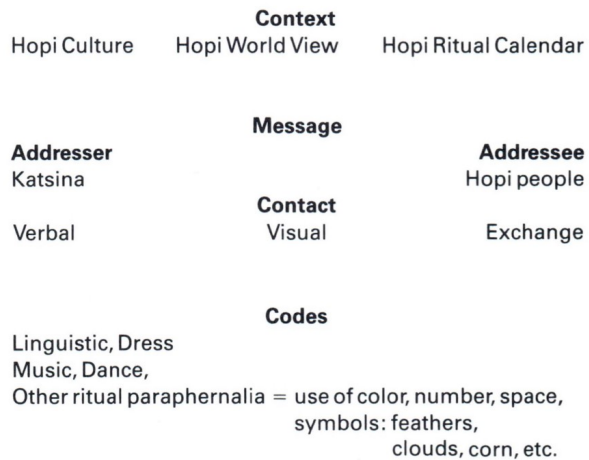 Context
Hopi Culture Hopi World View Hopi Ritual Calendar
Message
Addresser Addressee
Katsina Hopi people
Contact
Verbal Visual Exchange
Codes
Linguistic, Dress
Music, Dance,
Other ritual paraphernalia = use of color, number, space,
symbols: feathers,
clouds, corn, etc.